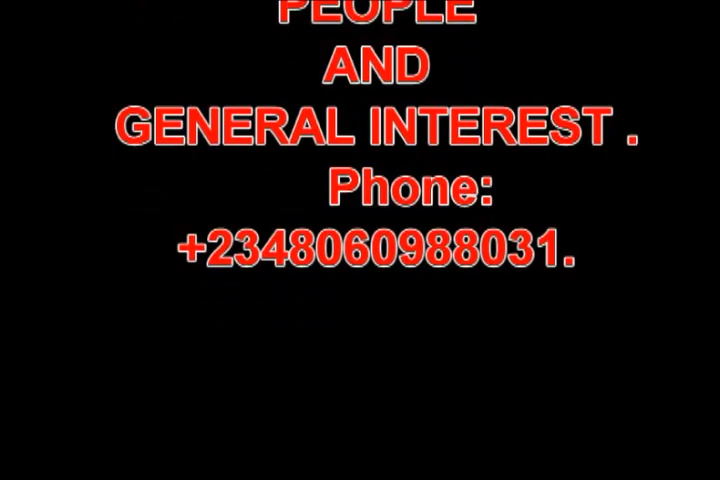 PEOPLE
AND
GENERAL INTEREST .
Phone:
+2348060988031.